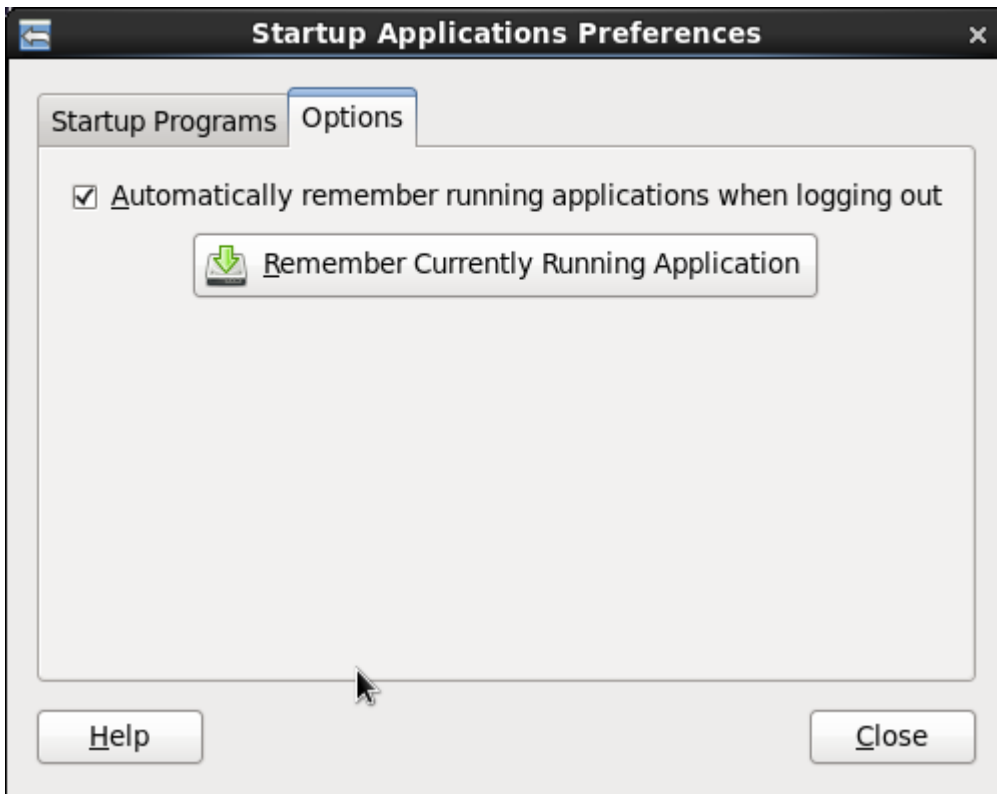 Startup Applications Preferences
Startup Programs
Options
Automatically remember running applications when logging out
Remember Currently Running Application
Help
Close